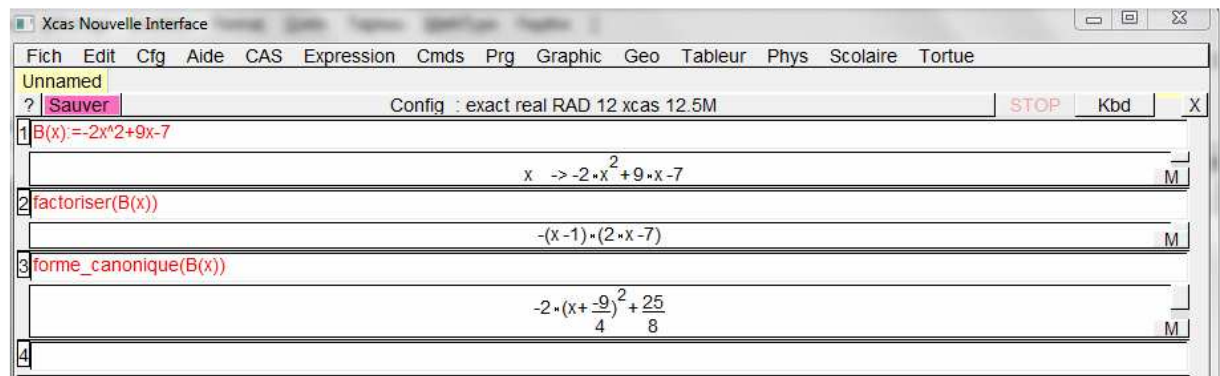 Xcas Nouvelle Interface
Fich Edit Cfg Aide CAS Expression Cmds Prg Graphic Geo Tableur Phys Scolaire Tortue
Unnamed
? Sauver Config : exact real RAD 12 xcas 12.5M STOP Kbd X
1 B(x):=-2x^2+9x-7
x -> -2*x^2+9*x-7
M
2 factoriser(B(x))
-(x-1)*(2*x-7)
M
3 forme_canonique(B(x))
-2*(x+-9/4)^2+25/8
M
4